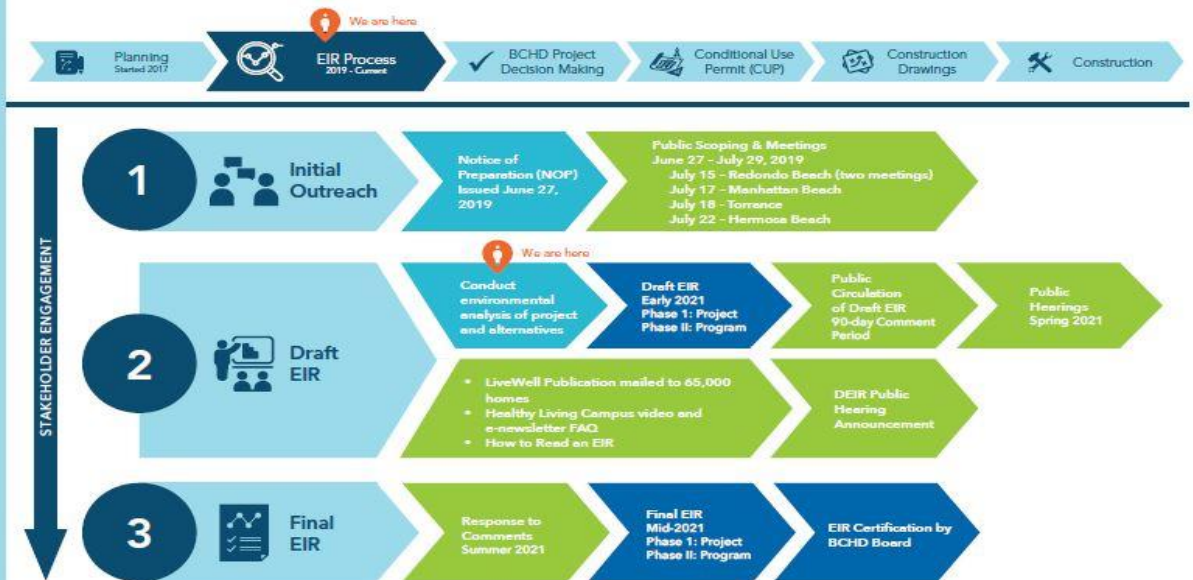 We are here
Planning
Started 2017
EIR Process
2019 - Current
BCHD Project
Decision Making
Conditional Use
Permit (CUP)
Construction
Drawings
Construction
STAKEHOLDER ENGAGEMENT
1
Initial
Outreach
Notice of
Preparation (NOP)
Issued June 27,
2019
Public Scoping & Meetings
June 27 - July 29, 2019
July 15 - Redondo Beach (two meetings)
July 17 - Manhattan Beach
July 18 - Torrance
July 22 - Hermosa Beach
We are here
2
Draft
EIR
Conduct
environmental
analysis of project
and alternatives
Draft EIR
Early 2021
Phase 1: Project
Phase II: Program
Public
Circulation
of Draft EIR
90-day Comment
Period
Public
Hearings
Spring 2021
• LiveWell Publication mailed to 65,000
homes
• Healthy Living Campus video and
e-newsletter FAQ
• How to Read an EIR
DEIR Public
Hearing
Announcement
3
Final
EIR
Response to
Comments
Summer 2021
Final EIR
Mid-2021
Phase 1: Project
Phase II: Program
EIR Certification by
BCHD Board